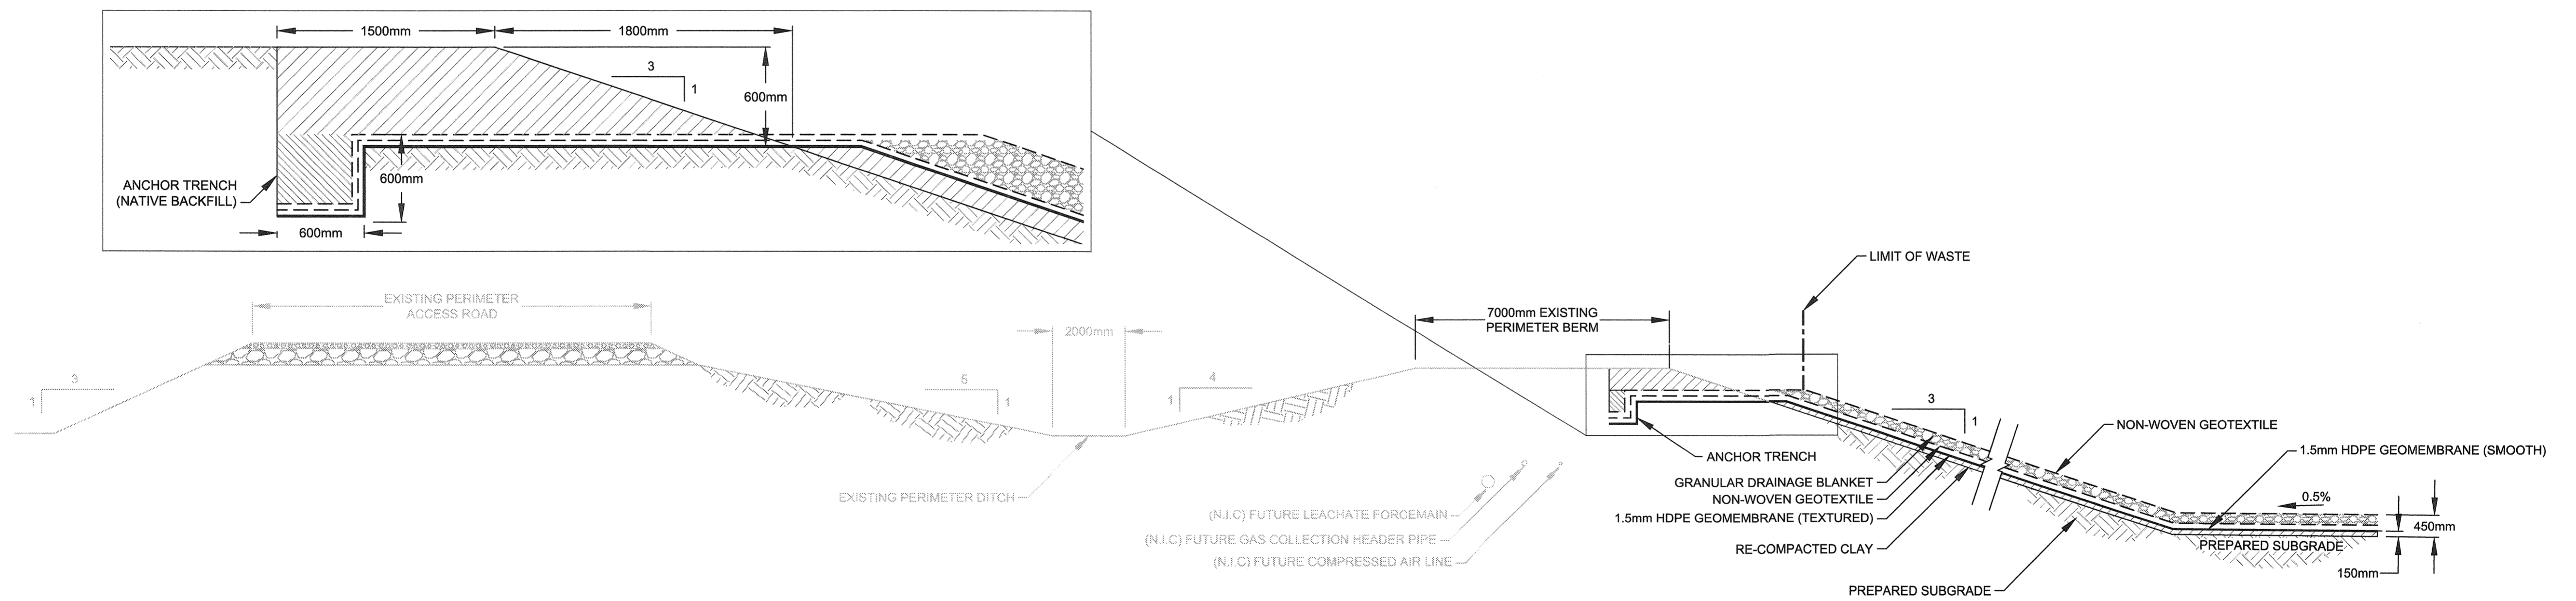 1500mm
1800mm
3
1
600mm
600mm
ANCHOR TRENCH
(NATIVE BACKFILL)
600mm
LIMIT OF WASTE
EXISTING PERIMETER
ACCESS ROAD
7000mm EXISTING
PERIMETER BERM
2000mm
3
1
5
1
4
1
3
1
NON-WOVEN GEOTEXTILE
1.5mm HDPE GEOMEMBRANE (SMOOTH)
ANCHOR TRENCH
GRANULAR DRAINAGE BLANKET
NON-WOVEN GEOTEXTILE
1.5mm HDPE GEOMEMBRANE (TEXTURED)
RE-COMPACTED CLAY
PREPARED SUBGRADE
0.5%
450mm
PREPARED SUBGRADE
150mm
EXISTING PERIMETER DITCH
(N.I.C) FUTURE LEACHATE FORCEMAIN
(N.I.C) FUTURE GAS COLLECTION HEADER PIPE
(N.I.C) FUTURE COMPRESSED AIR LINE